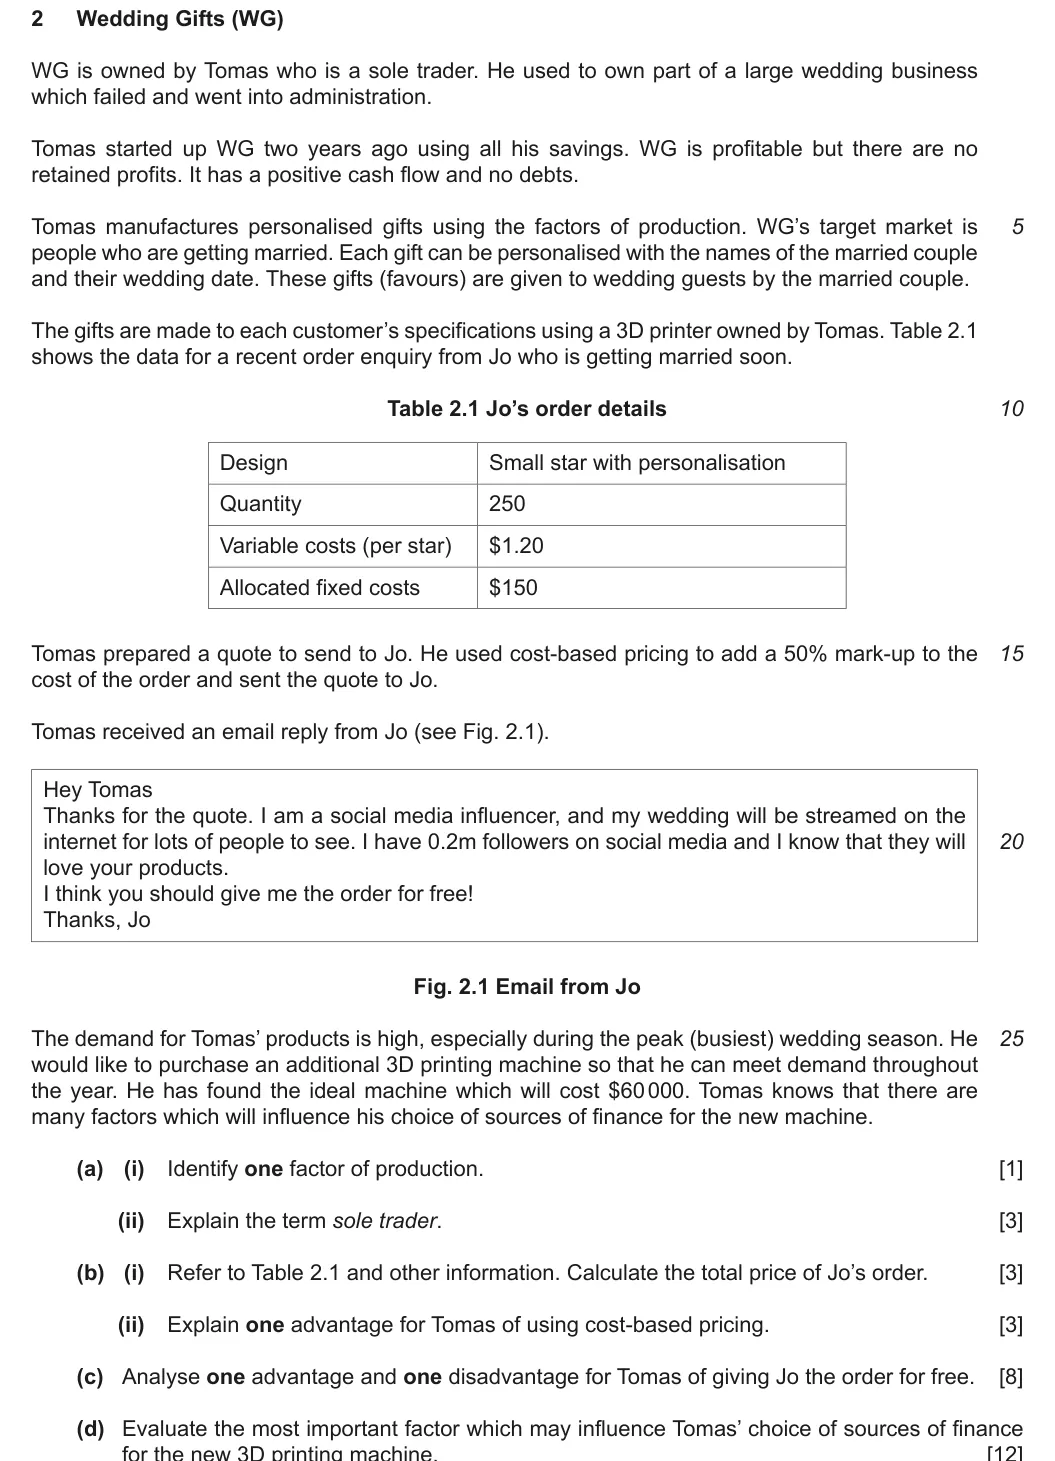 2 Wedding Gifts (WG)
WG is owned by Tomas who is a sole trader. He used to own part of a large wedding business
which failed and went into administration.
Tomas started up WG two years ago using all his savings. WG is profitable but there are no
retained profits. It has a positive cash flow and no debts.
Tomas manufactures personalised gifts using the factors of production. WG's target market is 5
people who are getting married. Each gift can be personalised with the names of the married couple
and their wedding date. These gifts (favours) are given to wedding guests by the married couple.
The gifts are made to each customer's specifications using a 3D printer owned by Tomas. Table 2.1
shows the data for a recent order enquiry from Jo who is getting married soon.
Table 2.1 Jo's order details 10
Design Small star with personalisation
Quantity 250
Variable costs (per star) $1.20
Allocated fixed costs $150
Tomas prepared a quote to send to Jo. He used cost-based pricing to add a 50% mark-up to the 15
cost of the order and sent the quote to Jo.
Tomas received an email reply from Jo (see Fig. 2.1).
Hey Tomas
Thanks for the quote. I am a social media influencer, and my wedding will be streamed on the
internet for lots of people to see. I have 0.2m followers on social media and I know that they will 20
love your products.
I think you should give me the order for free!
Thanks, Jo
Fig. 2.1 Email from Jo
The demand for Tomas' products is high, especially during the peak (busiest) wedding season. He 25
would like to purchase an additional 3D printing machine so that he can meet demand throughout
the year. He has found the ideal machine which will cost $60 000. Tomas knows that there are
many factors which will influence his choice of sources of finance for the new machine.
(a) (i) Identify one factor of production. [1]
(ii) Explain the term sole trader. [3]
(b) (i) Refer to Table 2.1 and other information. Calculate the total price of Jo's order. [3]
(ii) Explain one advantage for Tomas of using cost-based pricing. [3]
(c) Analyse one advantage and one disadvantage for Tomas of giving Jo the order for free. [8]
(d) Evaluate the most important factor which may influence Tomas' choice of sources of finance
for the new 3D printing machine. [12]